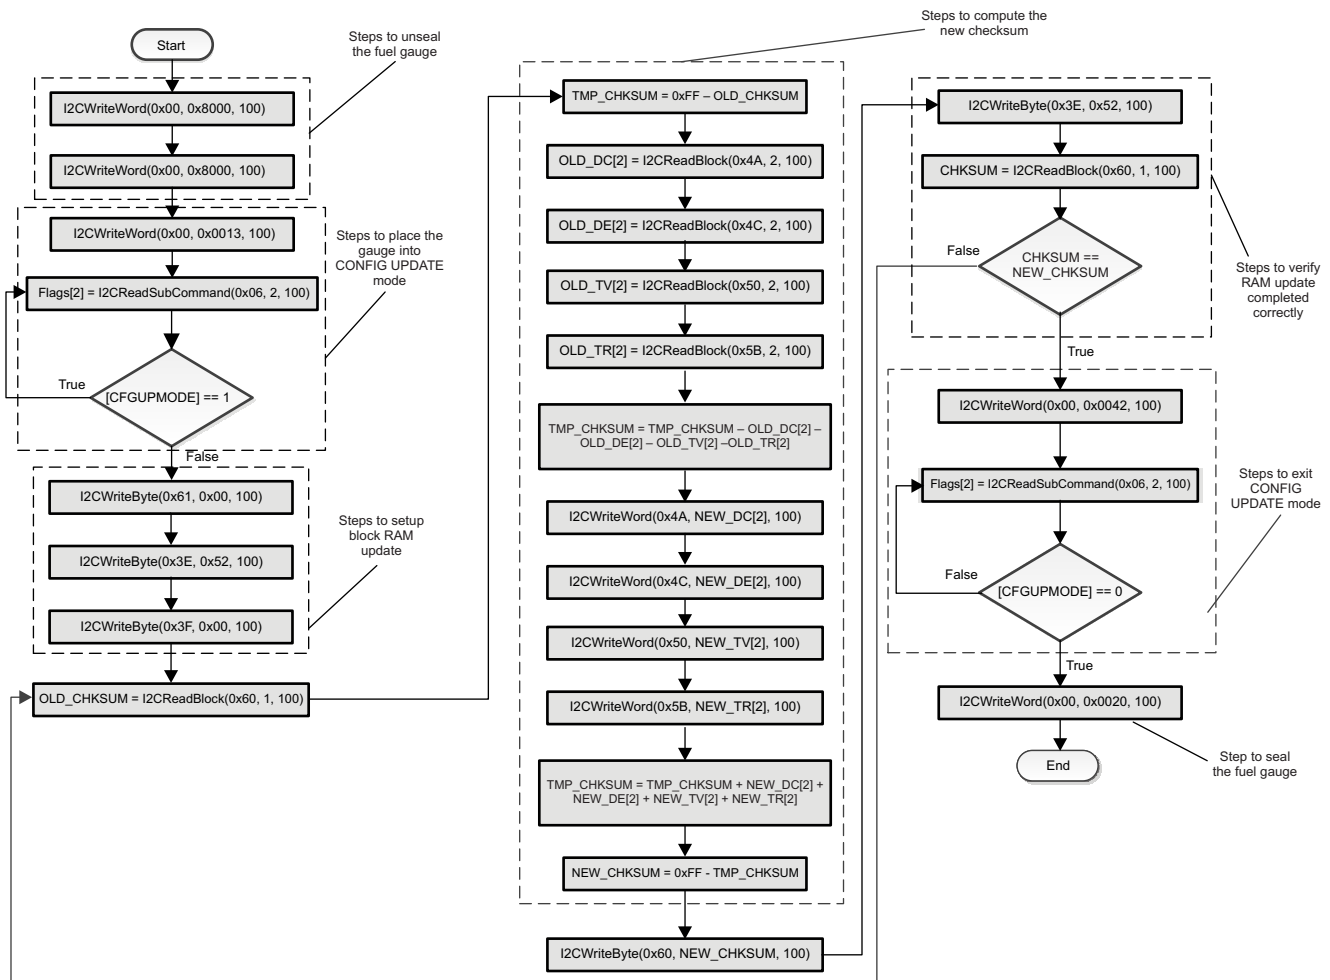 Start
Steps to unseal
the fuel gauge
I2CWriteWord(0x00, 0x8000, 100)
I2CWriteWord(0x00, 0x8000, 100)
I2CWriteWord(0x00, 0x0013, 100)
Steps to place the
gauge into
CONFIG UPDATE
mode
Flags[2] = I2CReadSubCommand(0x06, 2, 100)
True
[CFGUPMODE] == 1
False
I2CWriteByte(0x61, 0x00, 100)
Steps to setup
block RAM
update
I2CWriteByte(0x3E, 0x52, 100)
I2CWriteByte(0x3F, 0x00, 100)
OLD_CHKSUM = I2CReadBlock(0x60, 1, 100)
Steps to compute the
new checksum
TMP_CHKSUM = 0xFF – OLD_CHKSUM
OLD_DC[2] = I2CReadBlock(0x4A, 2, 100)
OLD_DE[2] = I2CReadBlock(0x4C, 2, 100)
OLD_TV[2] = I2CReadBlock(0x50, 2, 100)
OLD_TR[2] = I2CReadBlock(0x5B, 2, 100)
TMP_CHKSUM = TMP_CHKSUM – OLD_DC[2] –
OLD_DE[2] – OLD_TV[2] –OLD_TR[2]
I2CWriteWord(0x4A, NEW_DC[2], 100)
I2CWriteWord(0x4C, NEW_DE[2], 100)
I2CWriteWord(0x50, NEW_TV[2], 100)
I2CWriteWord(0x5B, NEW_TR[2], 100)
TMP_CHKSUM = TMP_CHKSUM + NEW_DC[2] +
NEW_DE[2] + NEW_TV[2] + NEW_TR[2]
NEW_CHKSUM = 0xFF - TMP_CHKSUM
I2CWriteByte(0x60, NEW_CHKSUM, 100)
I2CWriteByte(0x3E, 0x52, 100)
CHKSUM = I2CReadBlock(0x60, 1, 100)
False
CHKSUM ==
NEW_CHKSUM
Steps to verify
RAM update
completed
correctly
True
I2CWriteWord(0x00, 0x0042, 100)
Flags[2] = I2CReadSubCommand(0x06, 2, 100)
Steps to exit
CONFIG
UPDATE mode
False
[CFGUPMODE] == 0
True
I2CWriteWord(0x00, 0x0020, 100)
Step to seal
the fuel gauge
End